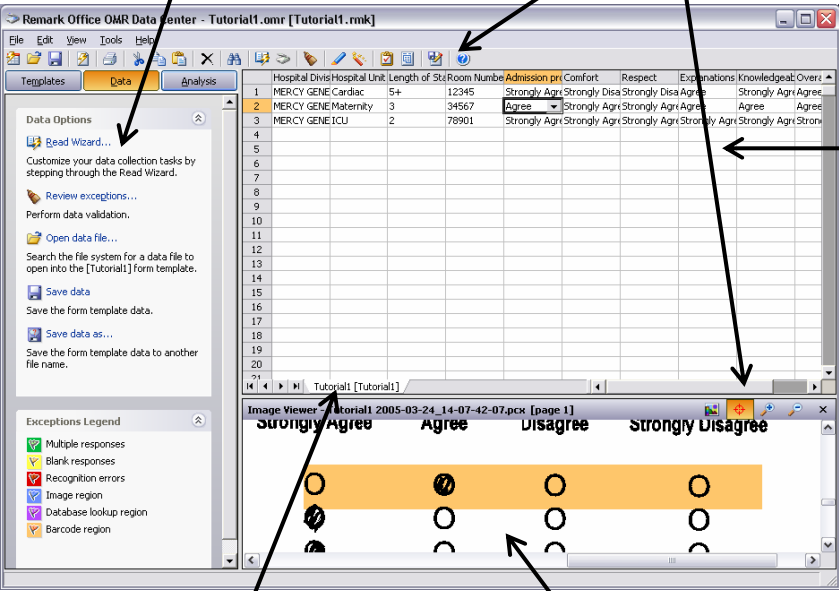 Remark Office OMR Data Center - Tutorial1.omr [Tutorial1.rmk]
File Edit View Tools Help
Templates Data Analysis
Data Options
Read Wizard...
Customize your data collection tasks by
stepping through the Read Wizard.
Review exceptions...
Perform data validation.
Open data file...
Search the file system for a data file to
open into the [Tutorial1] form template.
Save data
Save the form template data.
Save data as...
Save the form template data to another
file name.
Exceptions Legend
Multiple responses
Blank responses
Recognition errors
Image region
Database lookup region
Barcode region
Hospital Divis Hospital Unit Length of Sta Room Numbe Admission pro Comfort Respect Explanations Knowledgeab Overa
1 MERCY GENE Cardiac 5+ 12345 Strongly Agre Strongly Disa Strongly Disa Agree Strongly Agre Agree
2 MERCY GENE Maternity 3 34567 Agree Strongly Agre Strongly Agre Agree Agree Agree
3 MERCY GENE ICU 2 78901 Strongly Agre Strongly Agre Strongly Agre Strongly Agre Strongly Agre Stron
4
5
6
7
8
9
10
11
12
13
14
15
16
17
18
19
20
21
Tutorial1 [Tutorial1]
Image Viewer - Tutorial1 2005-03-24_14-07-42-07.pcx [page 1]
Strongly Agree Agree Disagree Strongly Disagree